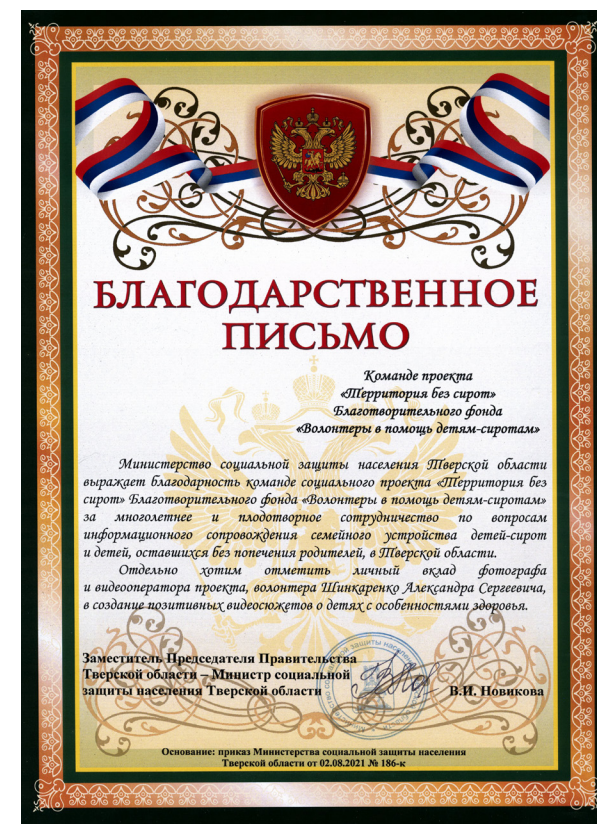 БЛАГОДАРСТВЕННОЕ
ПИСЬМО
Команде проекта
«Территория без сирот»
Благотворительного фонда
«Волонтеры в помощь детям-сиротам»
Министерство социальной защиты населения Тверской области
выражает благодарность команде социального проекта «Территория без
сирот» Благотворительного фонда «Волонтеры в помощь детям-сиротам»
за многолетнее и плодотворное сотрудничество по вопросам
информационного сопровождения семейного устройства детей-сирот
и детей, оставшихся без попечения родителей, в Тверской области.
Отдельно хотим отметить личный вклад фотографа
и видеооператора проекта, волонтера Шинкаренко Александра Сергеевича,
в создание позитивных видеосюжетов о детях с особенностями здоровья.
Заместитель Председателя Правительства
Тверской области – Министр социальной
защиты населения Тверской области
В.И. Новикова
Основание: приказ Министерства социальной защиты населения
Тверской области от 02.08.2021 № 186-к